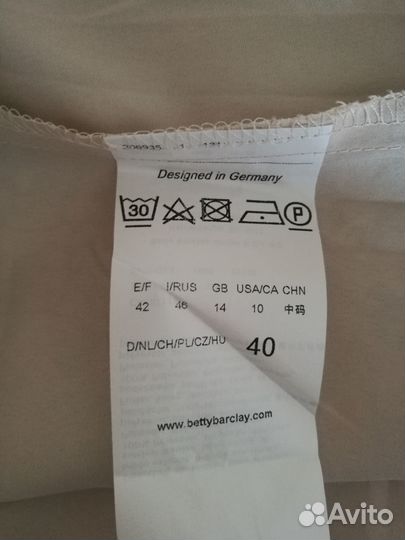 Designed in Germany
30 P
E/F I/RUS GB USA/CA CHN
42 46 14 10 中码
D/NL/CH/PL/CZ/HU 40
www.bettybarclay.com
Avito